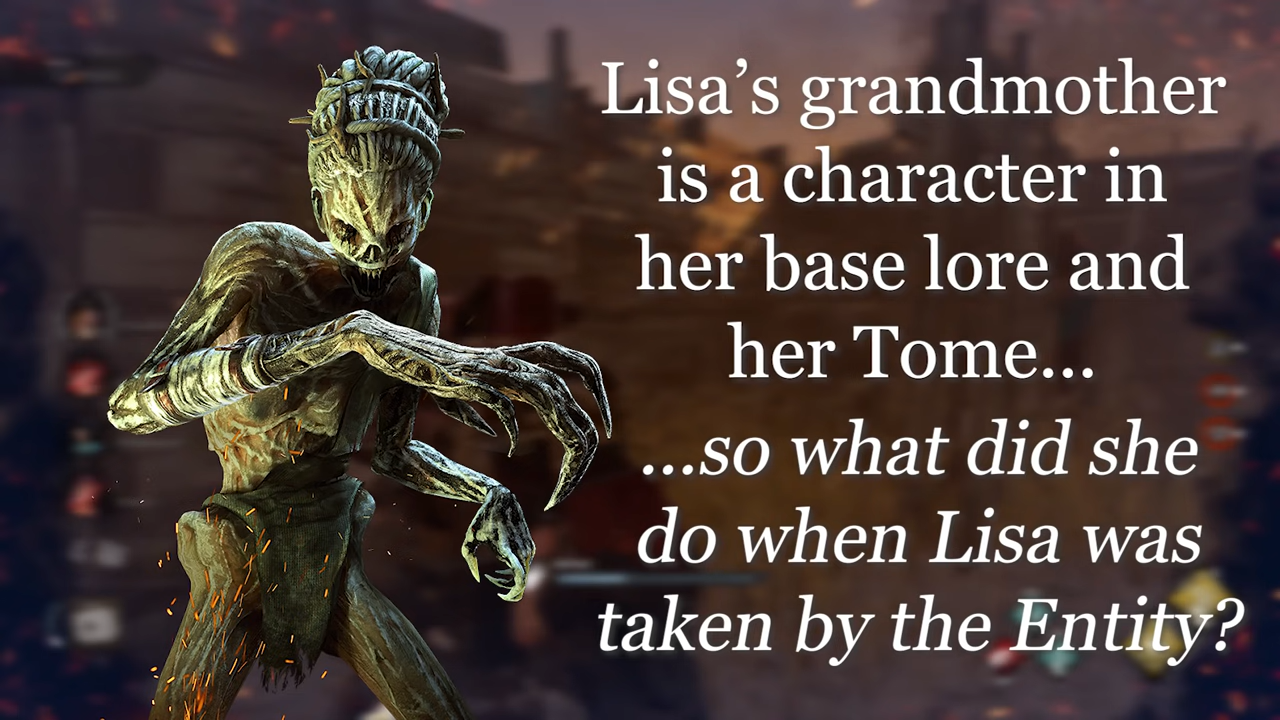 Lisa’s grandmother
is a character in
her base lore and
her Tome...
...so what did she
do when Lisa was
taken by the Entity?